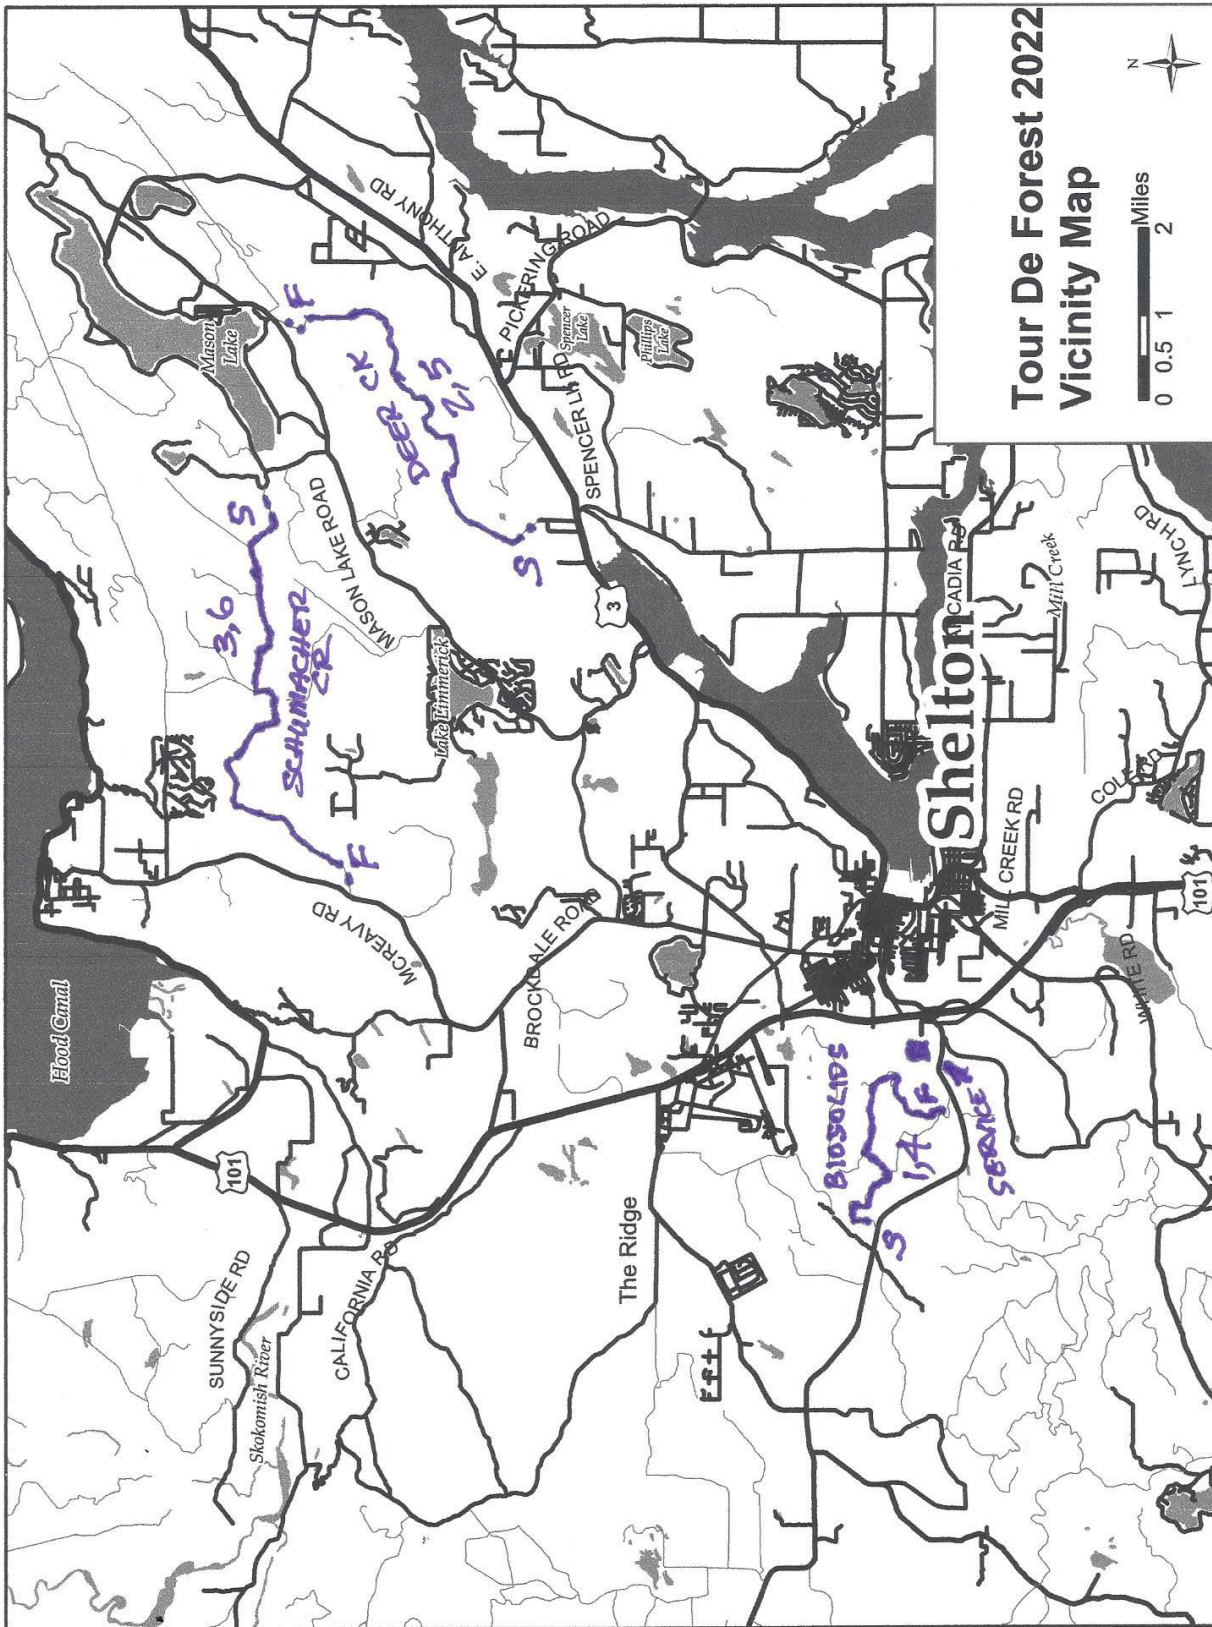 Hood Canal
101
SUNNYSIDE RD
Skokomish River
CALIFORNIA RD
MCREAVY RD
BROCKDALE ROAD
The Ridge
3,6
SCHUMACHER
CR
S
F
MASON LAKE ROAD
Mason
Lake
Lake Limmerick
DEER CK
2,5
F
S
E. ANTHONY RD
PICKERING ROAD
Spencer
Lake
SPENCER LK RD
Phillips
Lake
3
BIOSOLIDS
1,4
S
F
SERVICE
Shelton
ARCADIA RD
Mill Creek
MILL CREEK RD
COLE RD
LYNCH RD
WHITE RD
101
Tour De Forest 2022
Vicinity Map
N
Miles
0 0.5 1 2